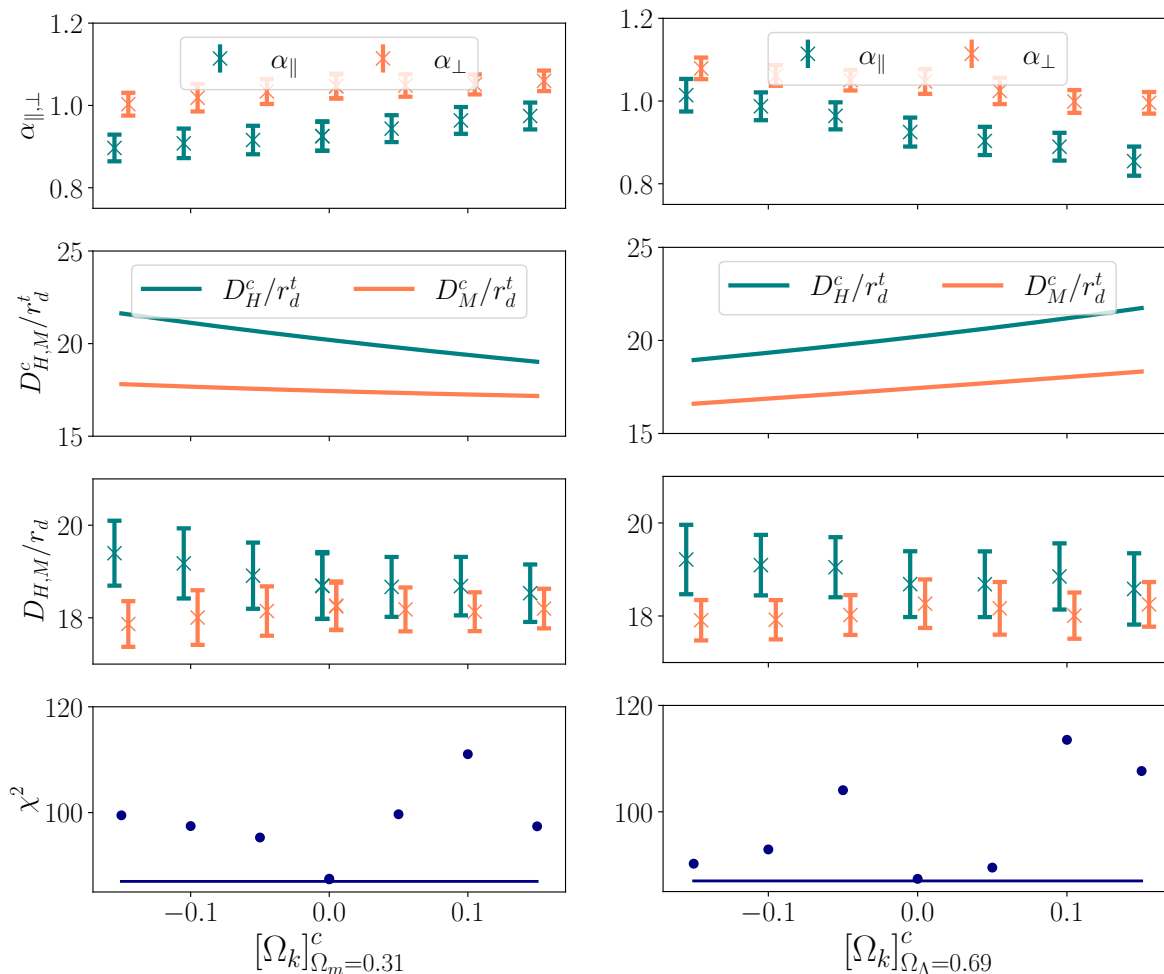 1.2
1.0
0.8
α∥,⊥
α∥
α⊥
1.2
1.0
0.8
α∥
α⊥
25
20
15
D^c_{H,M}/r^t_d
D^c_H/r^t_d
D^c_M/r^t_d
25
20
15
D^c_H/r^t_d
D^c_M/r^t_d
20
18
D_{H,M}/r_d
20
18
120
100
χ²
−0.1
0.0
0.1
[Ω_k]^c_{Ω_m=0.31}
120
100
−0.1
0.0
0.1
[Ω_k]^c_{Ω_Λ=0.69}